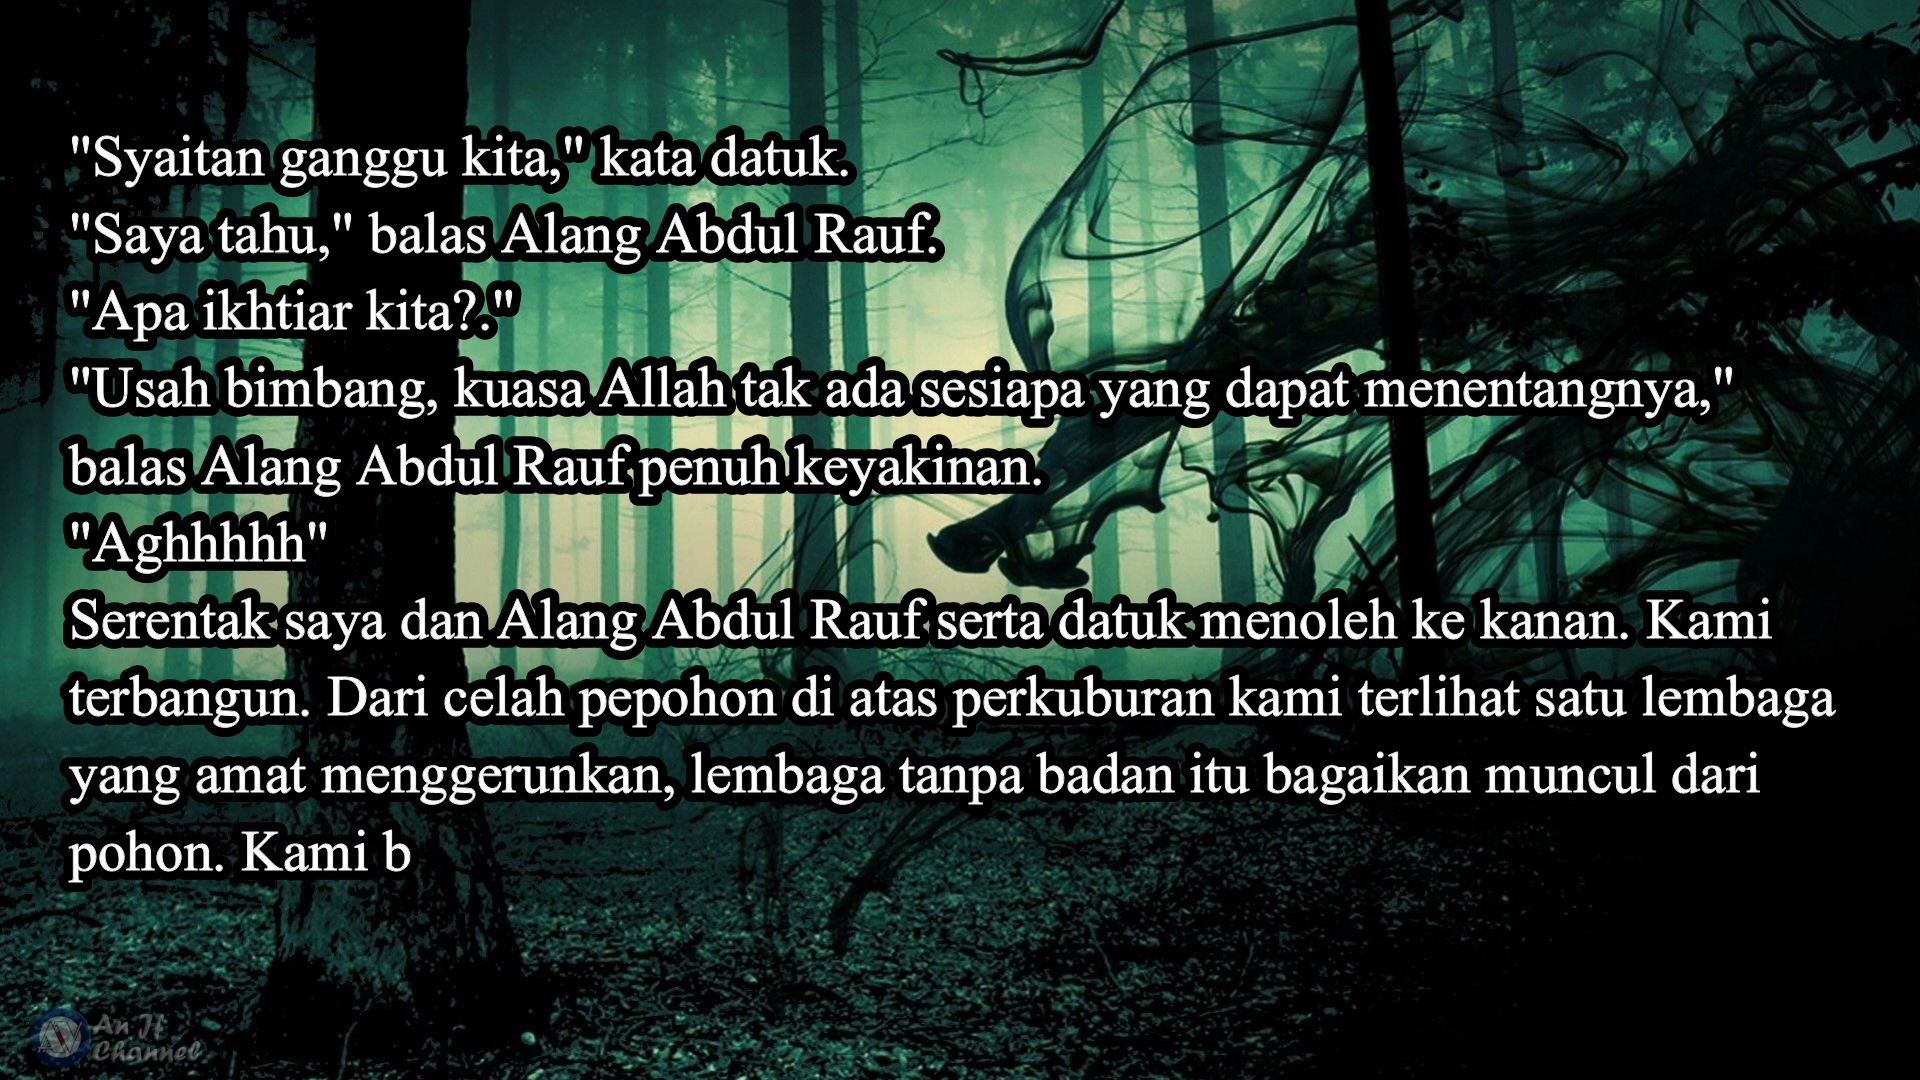 "Syaitan ganggu kita," kata datuk.
"Saya tahu," balas Alang Abdul Rauf.
"Apa ikhtiar kita?."
"Usah bimbang, kuasa Allah tak ada sesiapa yang dapat menentangnya,"
balas Alang Abdul Rauf penuh keyakinan.
"Aghhhhhh"
Serentak saya dan Alang Abdul Rauf serta datuk menoleh ke kanan. Kami
terbangun. Dari celah pepohon di atas perkuburan kami terlihat satu lembaga
yang amat menggerunkan, lembaga tanpa badan itu bagaikan muncul dari
pohon. Kami b
An Jf
Channel